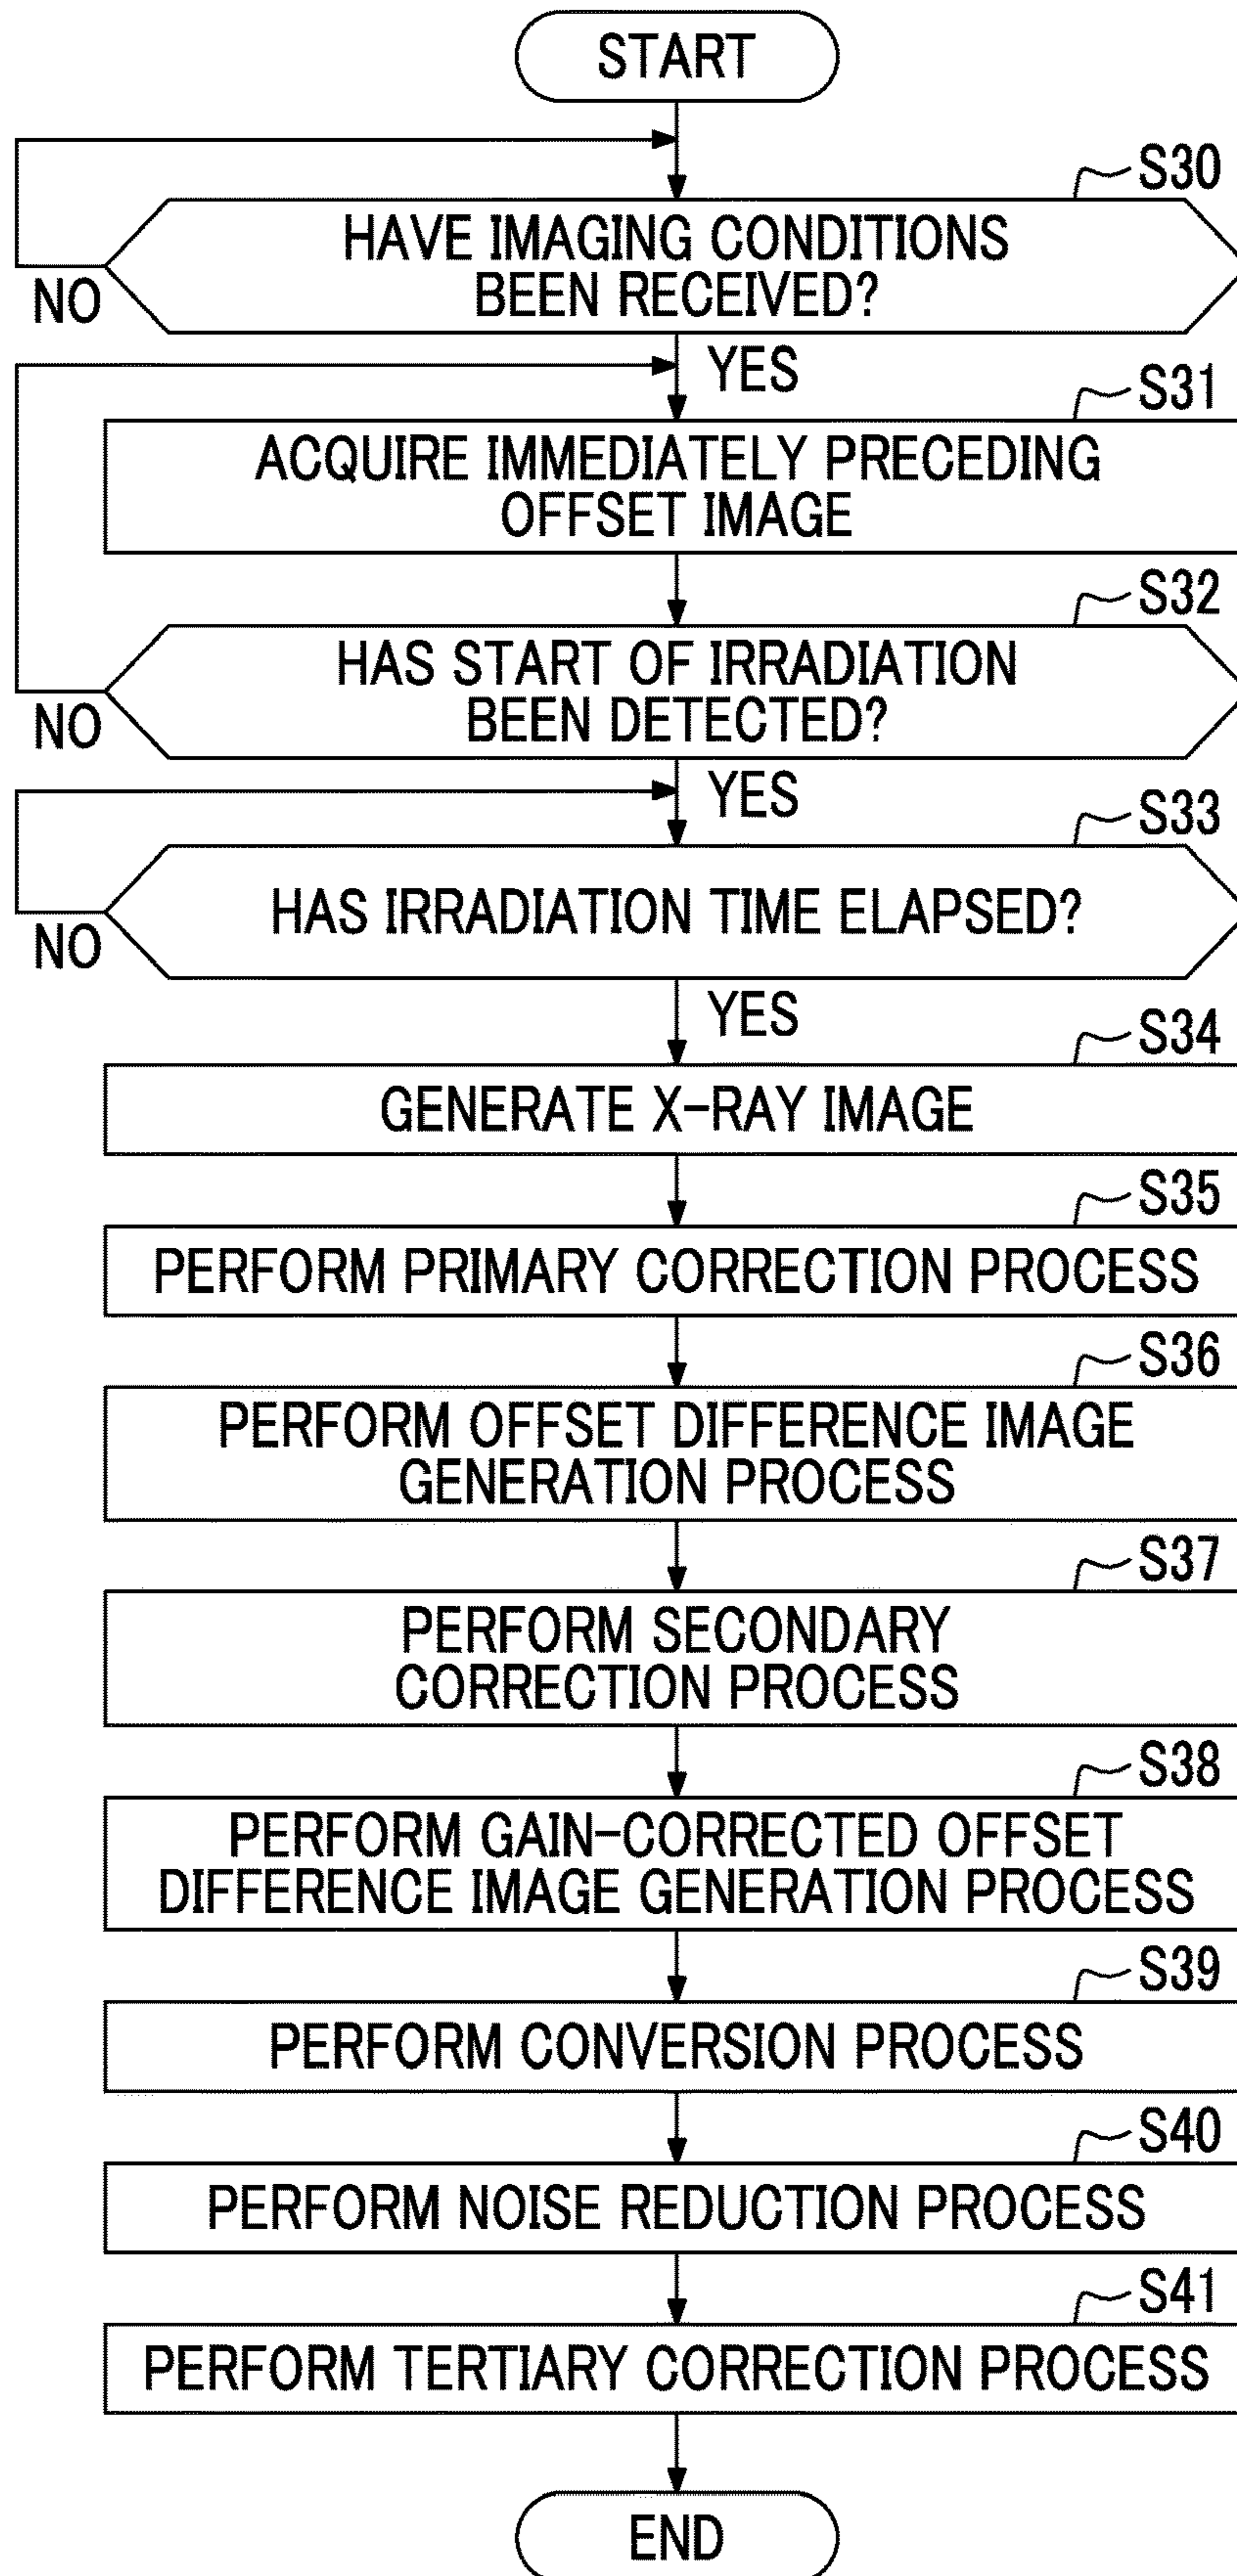 START
S30
HAVE IMAGING CONDITIONS
BEEN RECEIVED?
NO
YES
S31
ACQUIRE IMMEDIATELY PRECEDING
OFFSET IMAGE
S32
HAS START OF IRRADIATION
BEEN DETECTED?
NO
YES
S33
HAS IRRADIATION TIME ELAPSED?
NO
YES
S34
GENERATE X-RAY IMAGE
S35
PERFORM PRIMARY CORRECTION PROCESS
S36
PERFORM OFFSET DIFFERENCE IMAGE
GENERATION PROCESS
S37
PERFORM SECONDARY
CORRECTION PROCESS
S38
PERFORM GAIN-CORRECTED OFFSET
DIFFERENCE IMAGE GENERATION PROCESS
S39
PERFORM CONVERSION PROCESS
S40
PERFORM NOISE REDUCTION PROCESS
S41
PERFORM TERTIARY CORRECTION PROCESS
END